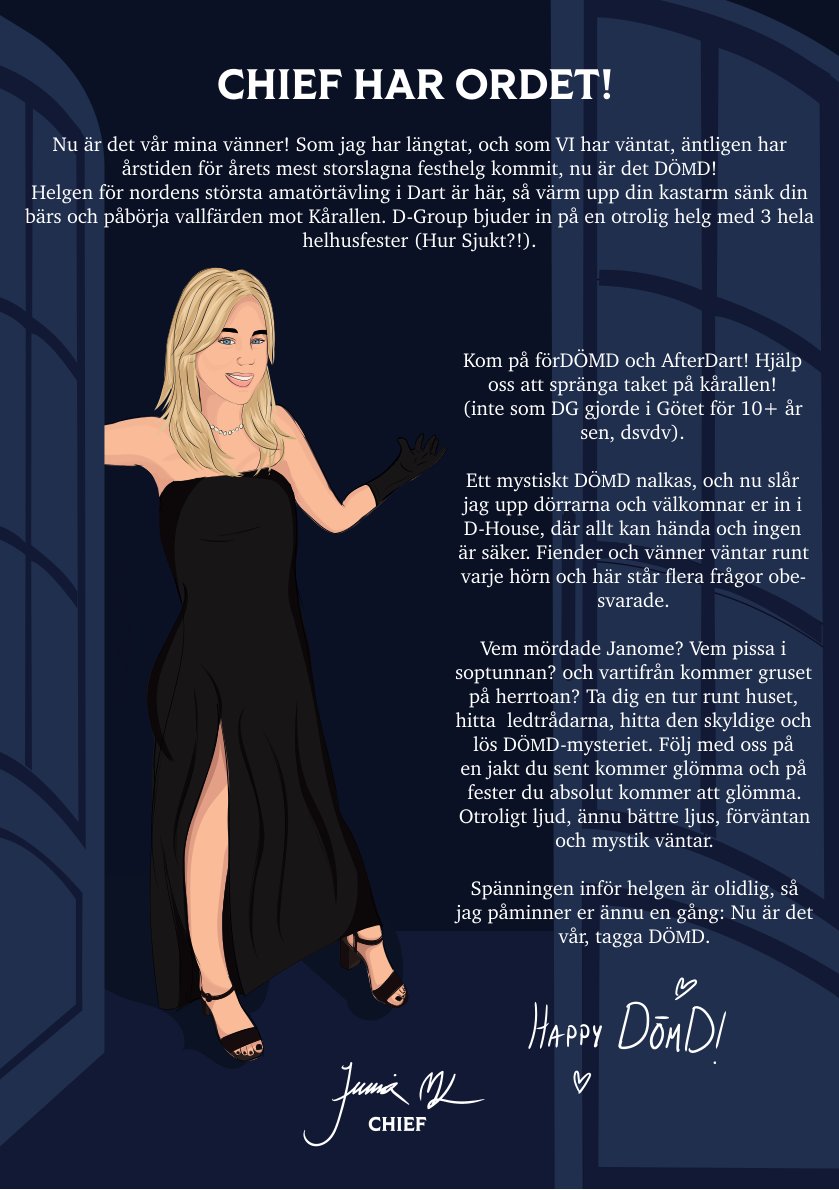 CHIEF HAR ORDET!
Nu är det vår mina vänner! Som jag har längtat, och som VI har väntat, äntligen har
årstiden för årets mest storslagna festhelg kommit, nu är det DÖMD!
Helgen för nordens största amatörtävling i Dart är här, så värm upp din kastarm sänk din
bärs och påbörja vallfärden mot Kårallen. D-Group bjuder in på en otrolig helg med 3 hela
helhusfester (Hur Sjukt?!).
Kom på förDÖMD och AfterDart! Hjälp
oss att spränga taket på kårallen!
(inte som DG gjorde i Götet för 10+ år
sen, dsvdv).
Ett mystiskt DÖMD nalkas, och nu slår
jag upp dörrarna och välkomnar er in i
D-House, där allt kan hända och ingen
är säker. Fiender och vänner väntar runt
varje hörn och här står flera frågor obe-
svarade.
Vem mördade Janome? Vem pissa i
soptunnan? och vartifrån kommer gruset
på herrtoan? Ta dig en tur runt huset,
hitta  ledtrådarna, hitta den skyldige och
lös DÖMD-mysteriet. Följ med oss på
en jakt du sent kommer glömma och på
fester du absolut kommer att glömma.
Otroligt ljud, ännu bättre ljus, förväntan
och mystik väntar.
Spänningen inför helgen är olidlig, så
jag påminner er ännu en gång: Nu är det
vår, tagga DÖMD.
HAPPY DŌMD!
CHIEF